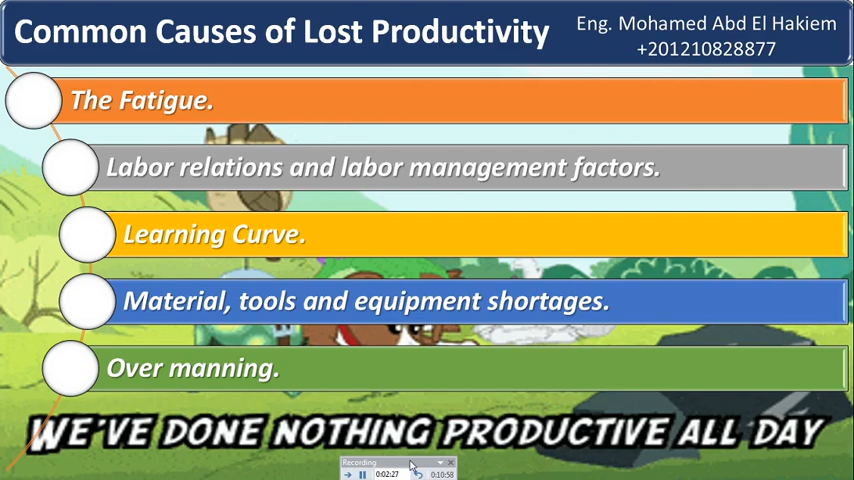 Common Causes of Lost Productivity
Eng. Mohamed Abd El Hakiem
+201210828877
The Fatigue.
Labor relations and labor management factors.
Learning Curve.
Material, tools and equipment shortages.
Over manning.
WE'VE DONE NOTHING PRODUCTIVE ALL DAY
Recording
0:02:27 0:10:58